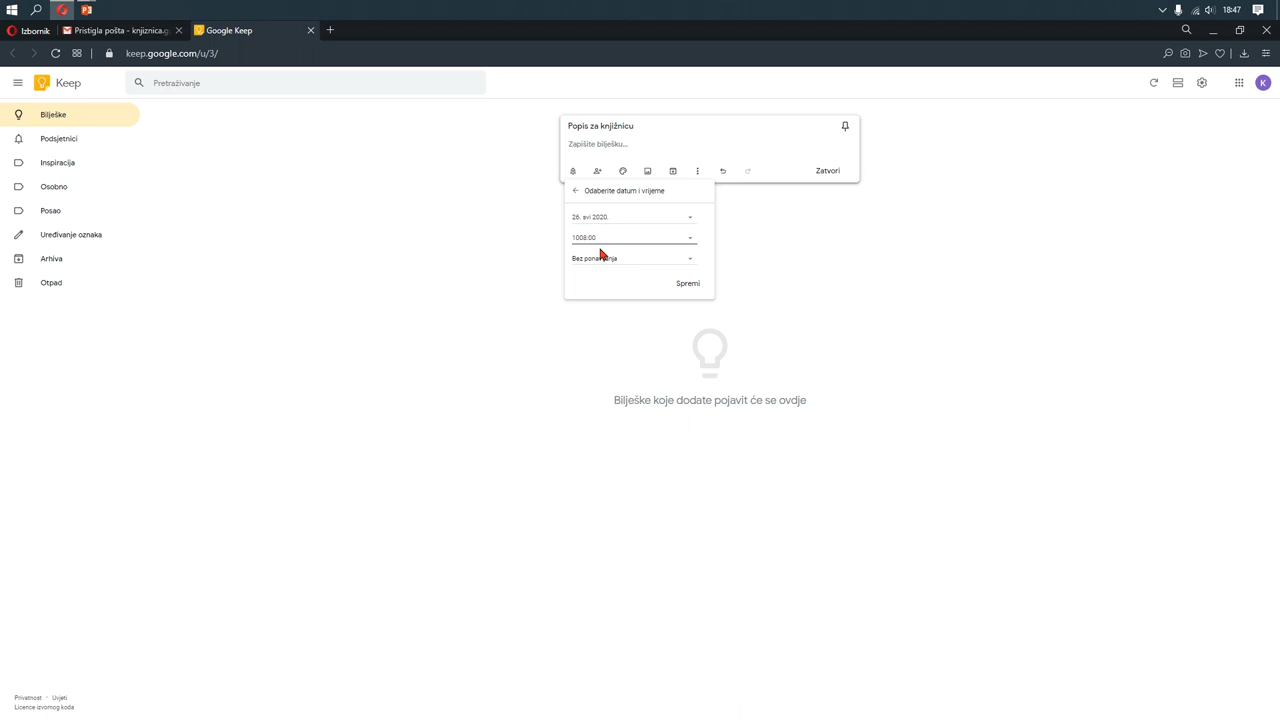 18:47
Izbornik
Pristigla pošta - knjiznica.g
Google Keep
keep.google.com/u/3/
Keep
Pretraživanje
Bilješke
Podsjetnici
Inspiracija
Osobno
Posao
Uređivanje oznaka
Arhiva
Otpad
Popis za knjižnicu
Zapišite bilješku...
Zatvori
Odaberite datum i vrijeme
26. svi 2020.
1008:00
Bez ponavljanja
Spremi
Bilješke koje dodate pojavit će se ovdje
K
Privatnost · Uvjeti
Licence izvornog koda